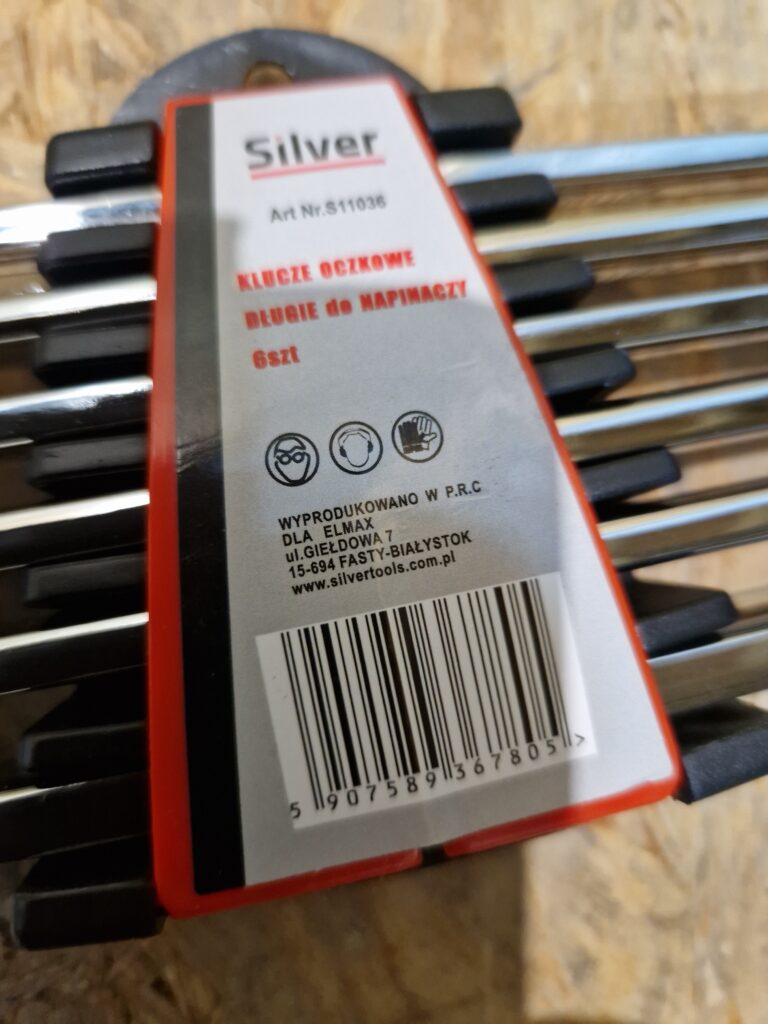 Silver
Art Nr.S11036
KLUCZE OCZKOWE
DŁUGIE do NAPINACZY
6szt
WYPRODUKOWANO W P.R.C
DLA ELMAX
ul.GIEŁDOWA 7
15-694 FASTY-BIAŁYSTOK
www.silvertools.com.pl
5 907589 367805 >